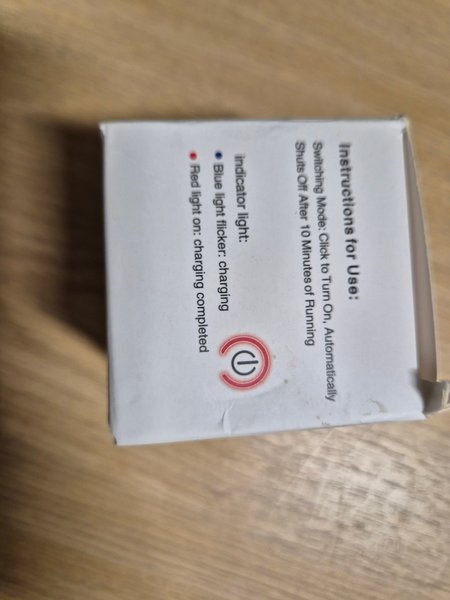 Instructions for Use:
Switching Mode: Click to Turn On, Automatically
Shuts Off After 10 Minutes of Running
indicator light:
Blue light flicker: charging
Red light on: charging completed